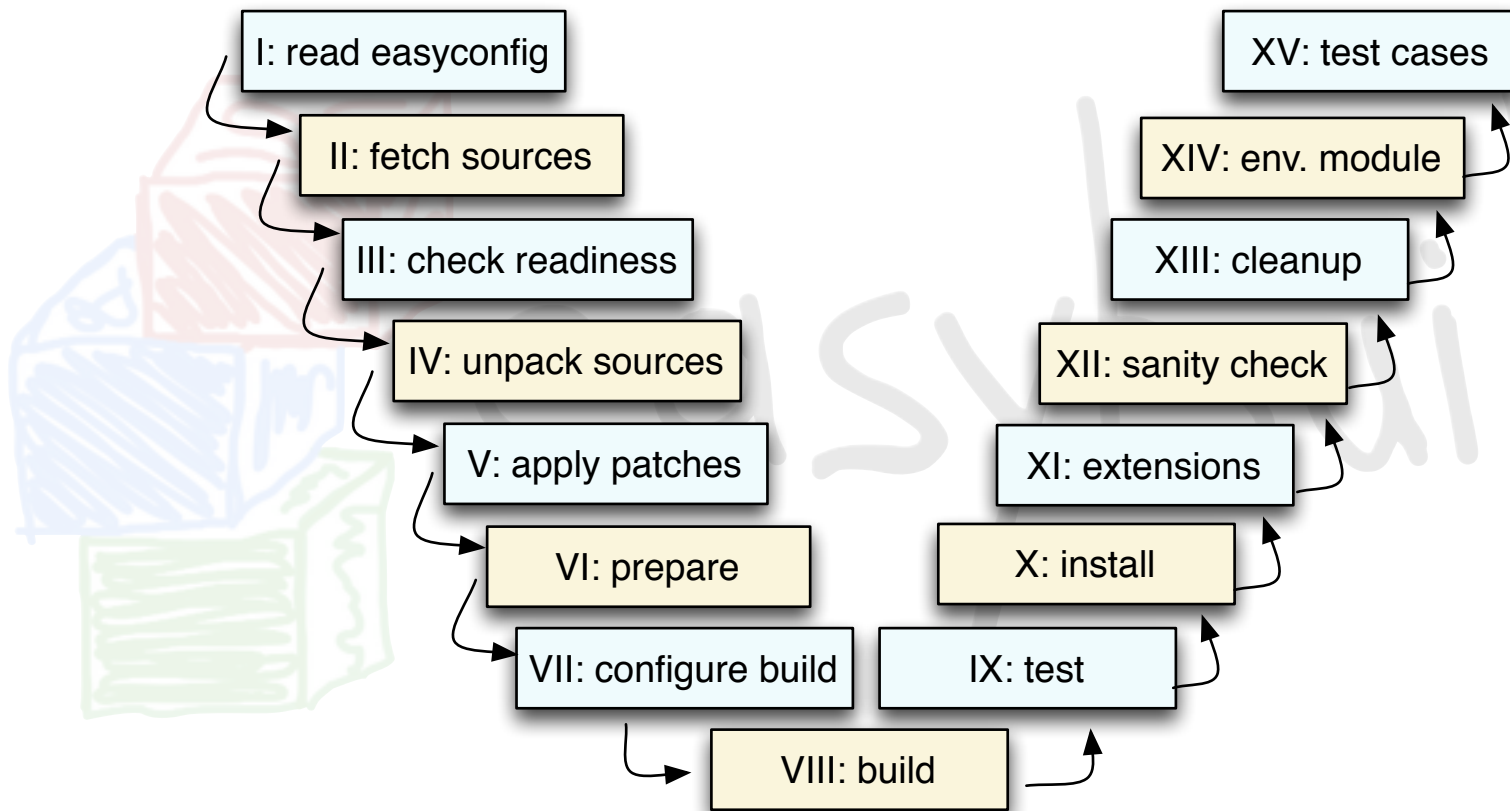 I: read easyconfig
II: fetch sources
III: check readiness
IV: unpack sources
V: apply patches
VI: prepare
VII: configure build
VIII: build
IX: test
X: install
XI: extensions
XII: sanity check
XIII: cleanup
XIV: env. module
XV: test cases
easybui